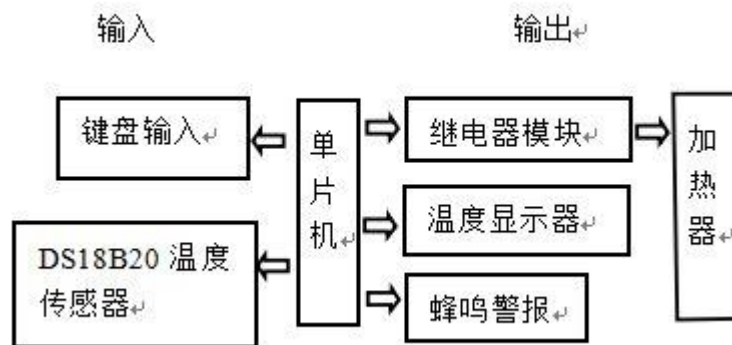 输入
输出
键盘输入
DS18B20 温度
传感器
单
片
机
继电器模块
温度显示器
蜂鸣警报
加
热
器